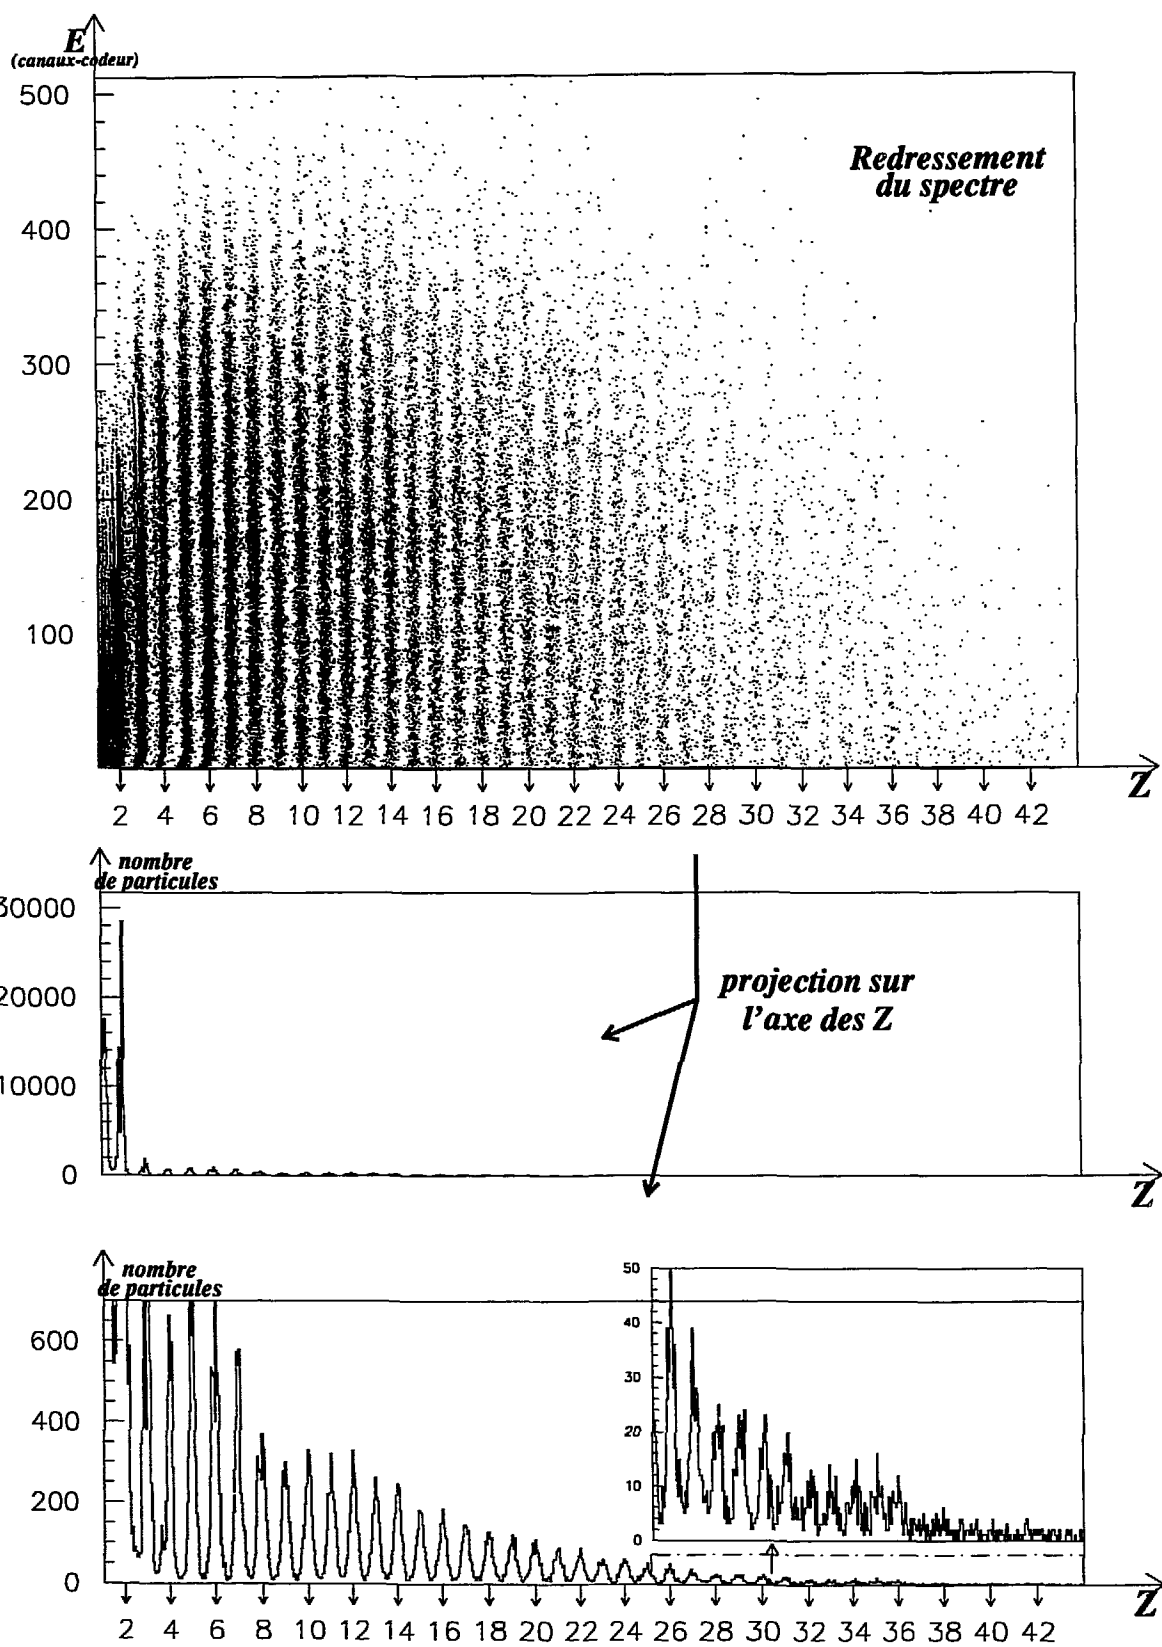 E
(canaux-codeur)
500
400
300
200
100
Redressement
du spectre
Z
2 4 6 8 10 12 14 16 18 20 22 24 26 28 30 32 34 36 38 40 42
nombre
de particules
30000
20000
10000
0
projection sur
l'axe des Z
Z
nombre
de particules
600
400
200
0
50
40
30
20
10
0
Z
2 4 6 8 10 12 14 16 18 20 22 24 26 28 30 32 34 36 38 40 42